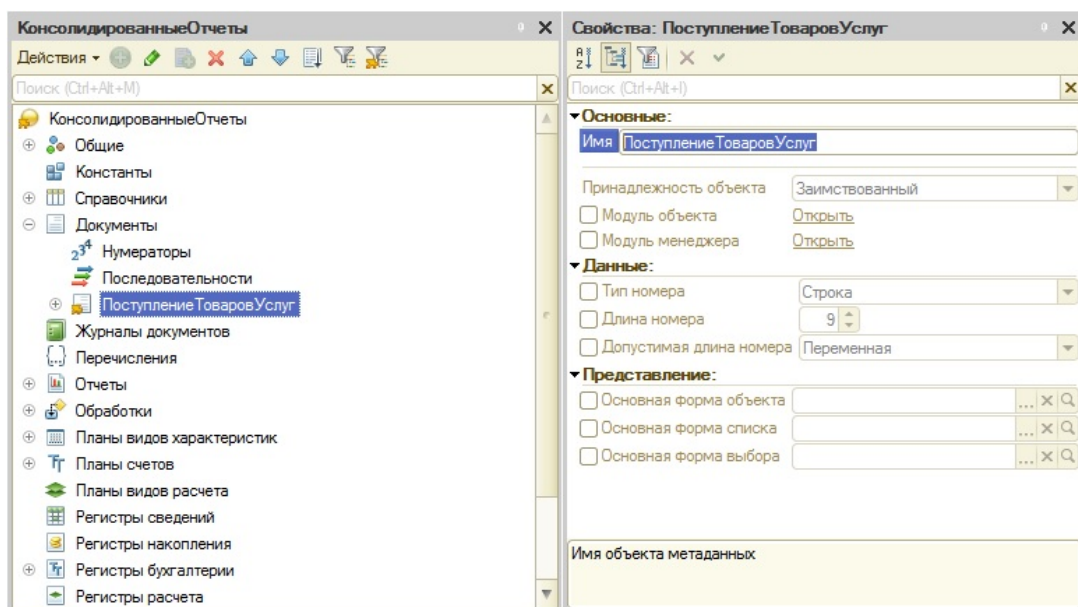 КонсолидированныеОтчеты
Действия
Поиск (Ctrl+Alt+M)
КонсолидированныеОтчеты
Общие
Константы
Справочники
Документы
Нумераторы
Последовательности
ПоступлениеТоваровУслуг
Журналы документов
Перечисления
Отчеты
Обработки
Планы видов характеристик
Планы счетов
Планы видов расчета
Регистры сведений
Регистры накопления
Регистры бухгалтерии
Регистры расчета
Свойства: ПоступлениеТоваровУслуг
Поиск (Ctrl+Alt+I)
Основные:
Имя ПоступлениеТоваровУслуг
Принадлежность объекта Заимствованный
Модуль объекта Открыть
Модуль менеджера Открыть
Данные:
Тип номера Строка
Длина номера 9
Допустимая длина номера Переменная
Представление:
Основная форма объекта ...
Основная форма списка ...
Основная форма выбора ...
Имя объекта метаданных